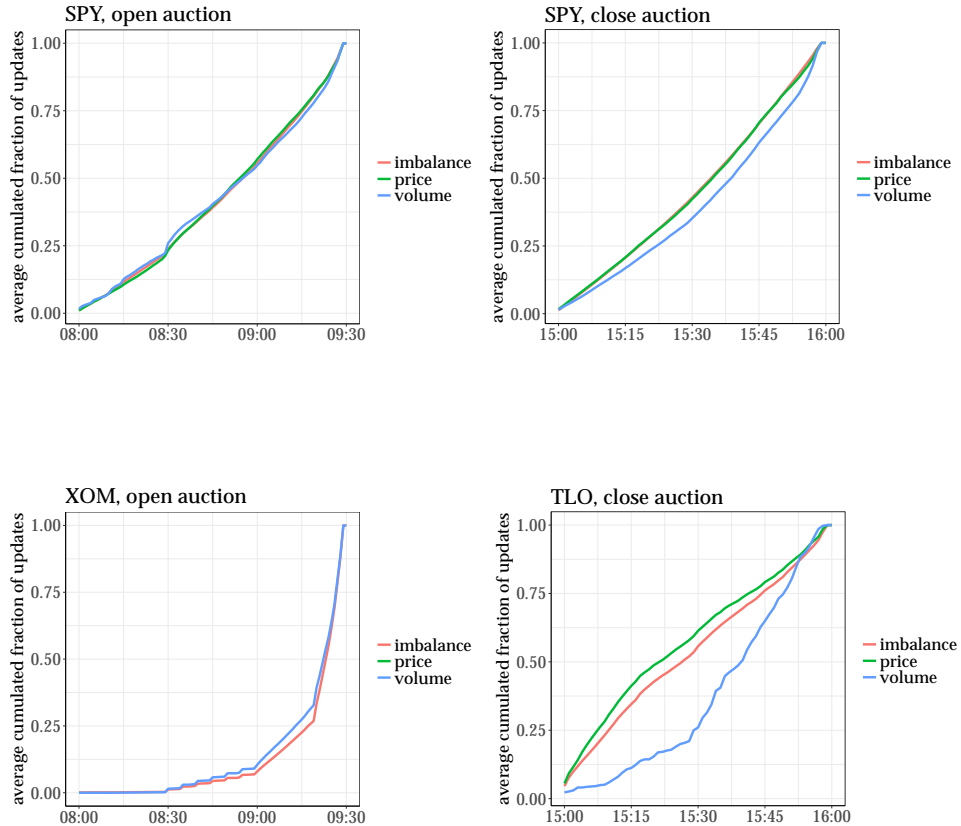 SPY, open auction
average cumulated fraction of updates
1.00
0.75
0.50
0.25
0.00
08:00
08:30
09:00
09:30
imbalance
price
volume
SPY, close auction
average cumulated fraction of updates
1.00
0.75
0.50
0.25
0.00
15:00
15:15
15:30
15:45
16:00
imbalance
price
volume
XOM, open auction
average cumulated fraction of updates
1.00
0.75
0.50
0.25
0.00
08:00
08:30
09:00
09:30
imbalance
price
volume
TLO, close auction
average cumulated fraction of updates
1.00
0.75
0.50
0.25
0.00
15:00
15:15
15:30
15:45
16:00
imbalance
price
volume